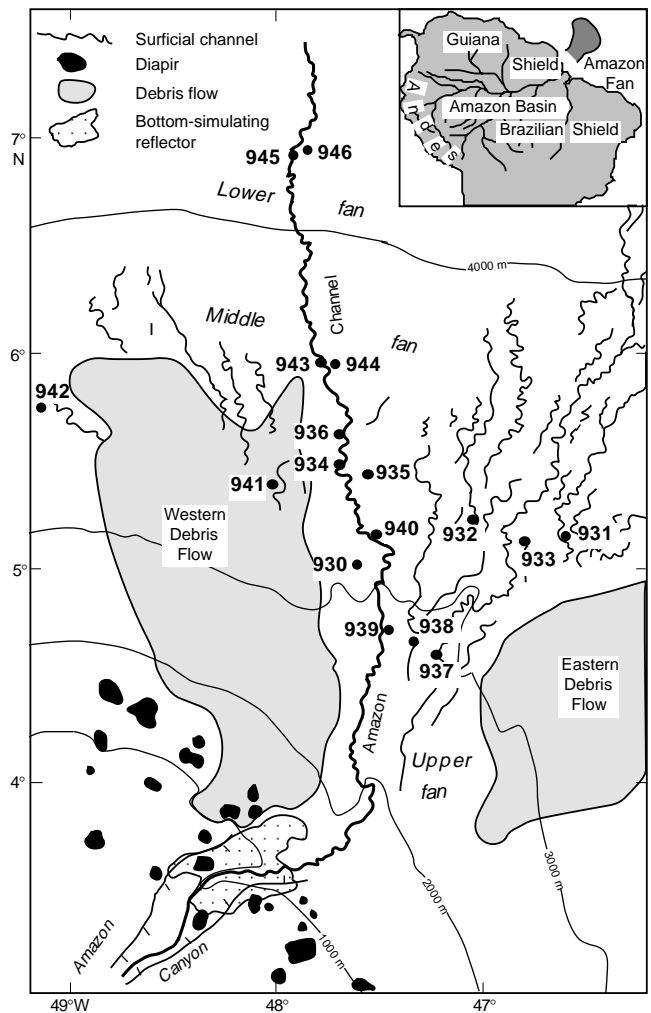 Surficial channel
Diapir
Debris flow
Bottom-simulating
reflector
Guiana
Shield
Amazon
Fan
Andes
Amazon Basin
Brazilian Shield
7°
N
945
946
Lower
fan
4000 m
Channel
I
Middle
fan
6°
943
944
942
936
934
935
941
Western
Debris
Flow
940
932
933
931
930
5°
939
938
937
Eastern
Debris
Flow
Amazon
Upper
fan
4°
3000 m
2000 m
1000 m
Amazon
Canyon
49°W
48°
47°